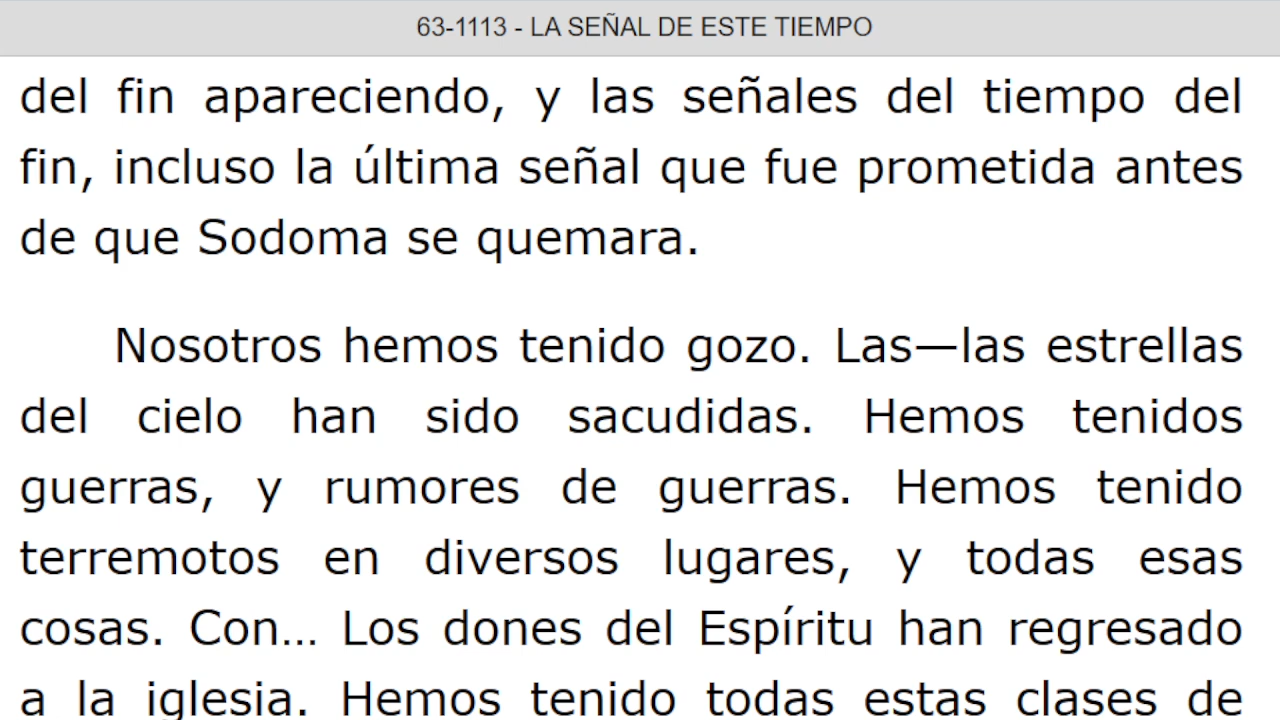 63-1113 - LA SEÑAL DE ESTE TIEMPO
del fin apareciendo, y las señales del tiempo del
fin, incluso la última señal que fue prometida antes
de que Sodoma se quemara.
Nosotros hemos tenido gozo. Las—las estrellas
del cielo han sido sacudidas. Hemos tenidos
guerras, y rumores de guerras. Hemos tenido
terremotos en diversos lugares, y todas esas
cosas. Con... Los dones del Espíritu han regresado
a la iglesia. Hemos tenido todas estas clases de